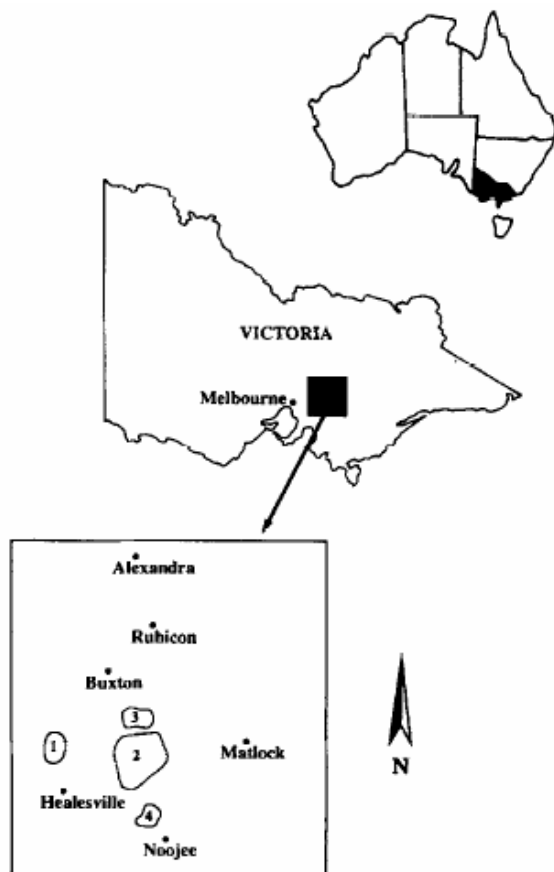 VICTORIA
Melbourne
Alexandra
Rubicon
Buxton
3
1
2
Matlock
N
Healesville
4
Noojee